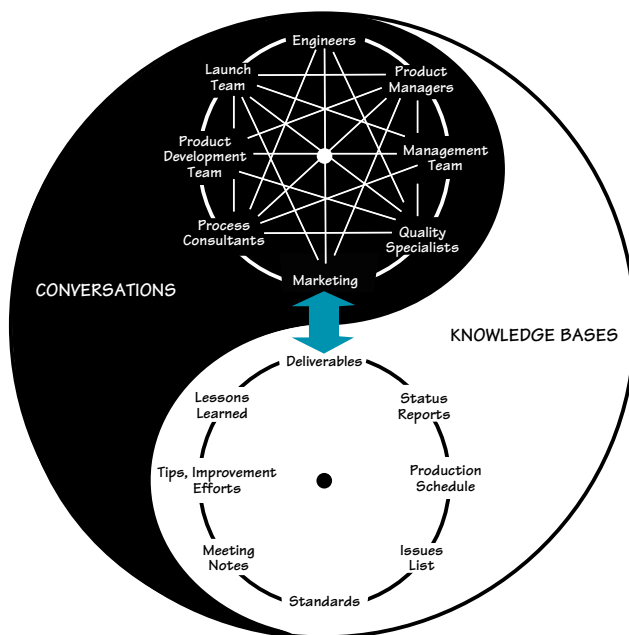 Engineers
Launch
Team
Product
Managers
Product
Development
Team
Management
Team
Process
Consultants
Quality
Specialists
Marketing
CONVERSATIONS
KNOWLEDGE BASES
Deliverables
Lessons
Learned
Status
Reports
Tips, Improvement
Efforts
Production
Schedule
Meeting
Notes
Issues
List
Standards